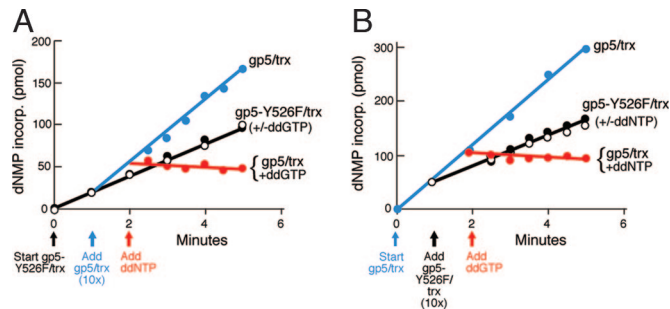 A
dNMP incorp. (pmol)
200
150
100
50
0
0
2
4
6
Minutes
gp5/trx
gp5-Y526F/trx
(+/-ddGTP)
gp5/trx
+ddGTP
Start gp5-
Y526F/trx
Add
gp5/trx
(10x)
Add
ddNTP
B
dNMP incorp. (pmol)
300
200
100
0
0
2
4
6
Minutes
gp5/trx
gp5-Y526F/trx
(+/-ddNTP)
gp5/trx
+ddNTP
Start
gp5/trx
Add
gp5-
Y526F/
trx
(10x)
Add
ddGTP